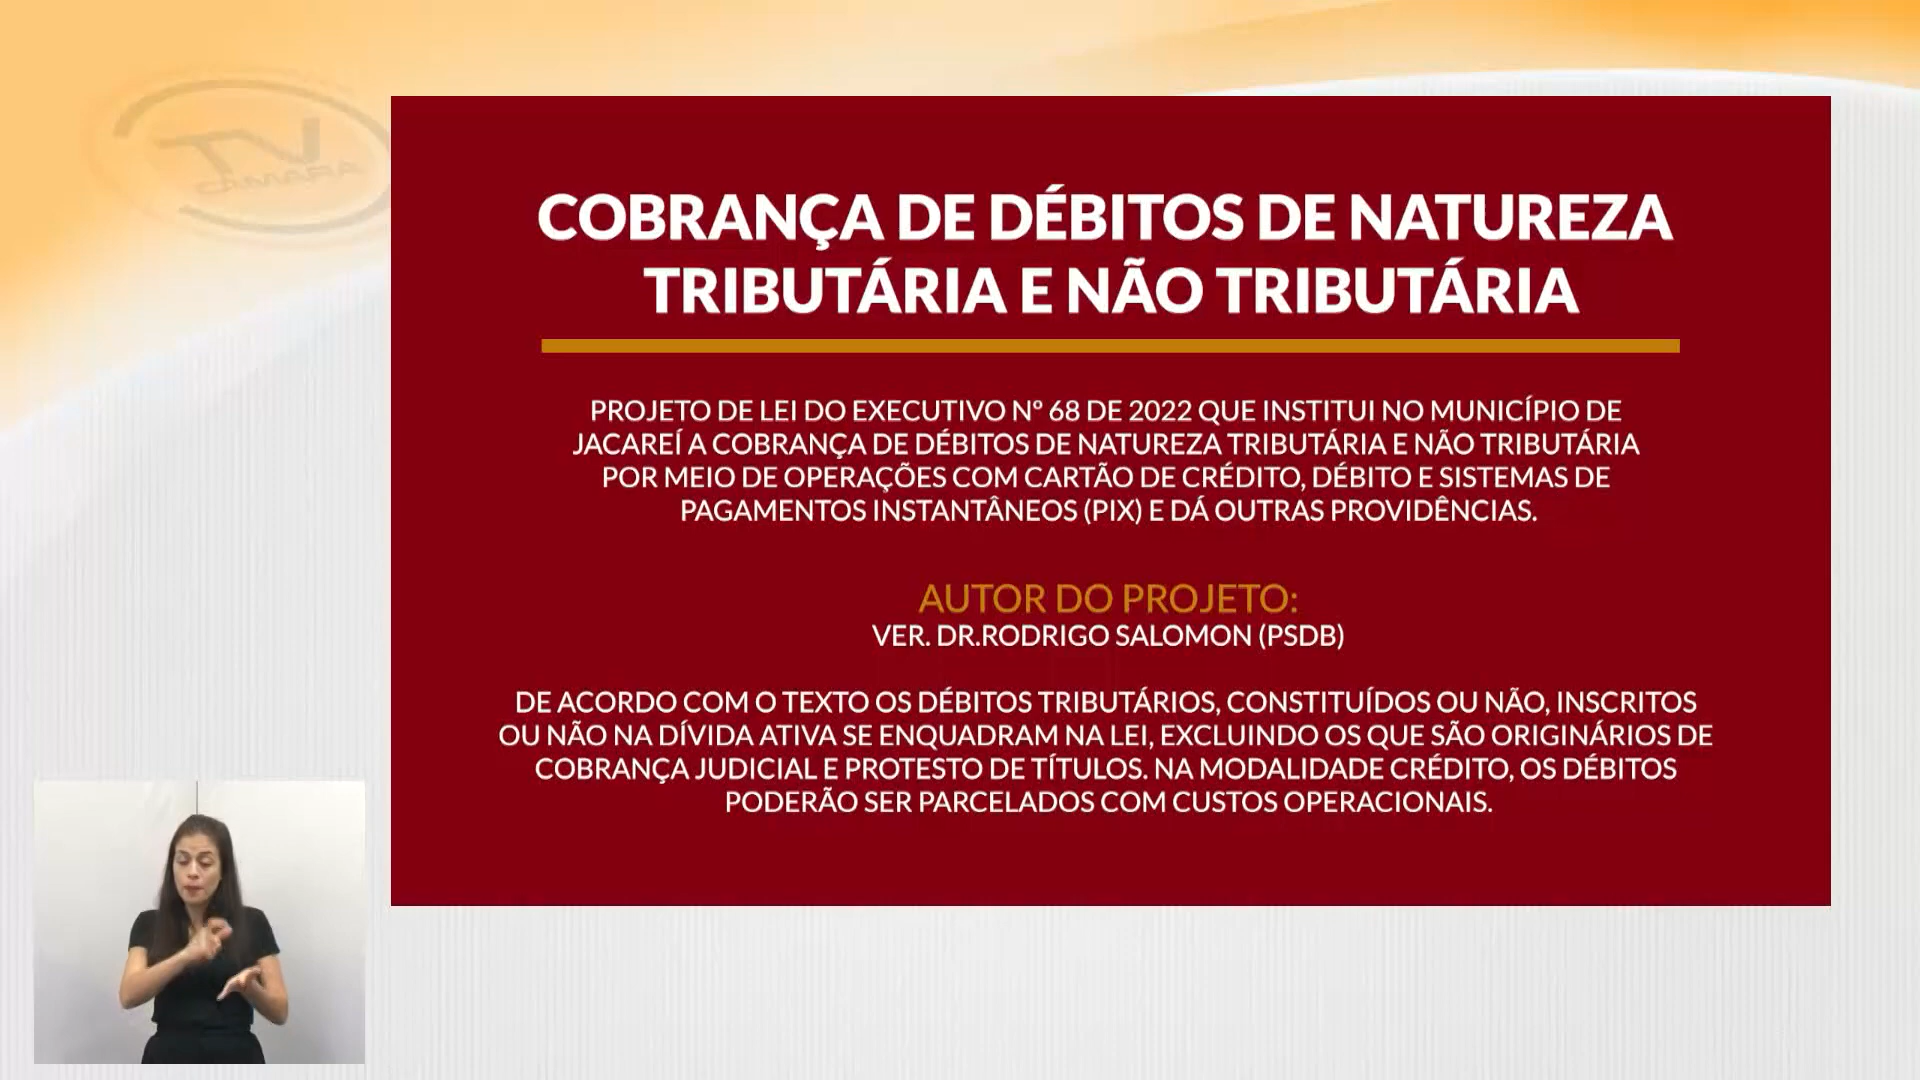 TV
CAMARA
COBRANÇA DE DÉBITOS DE NATUREZA
TRIBUTÁRIA E NÃO TRIBUTÁRIA
PROJETO DE LEI DO EXECUTIVO Nº 68 DE 2022 QUE INSTITUI NO MUNICÍPIO DE
JACAREÍ A COBRANÇA DE DÉBITOS DE NATUREZA TRIBUTÁRIA E NÃO TRIBUTÁRIA
POR MEIO DE OPERAÇÕES COM CARTÃO DE CRÉDITO, DÉBITO E SISTEMAS DE
PAGAMENTOS INSTANTÂNEOS (PIX) E DÁ OUTRAS PROVIDÊNCIAS.
AUTOR DO PROJETO:
VER. DR.RODRIGO SALOMON (PSDB)
DE ACORDO COM O TEXTO OS DÉBITOS TRIBUTÁRIOS, CONSTITUÍDOS OU NÃO, INSCRITOS
OU NÃO NA DÍVIDA ATIVA SE ENQUADRAM NA LEI, EXCLUINDO OS QUE SÃO ORIGINÁRIOS DE
COBRANÇA JUDICIAL E PROTESTO DE TÍTULOS. NA MODALIDADE CRÉDITO, OS DÉBITOS
PODERÃO SER PARCELADOS COM CUSTOS OPERACIONAIS.